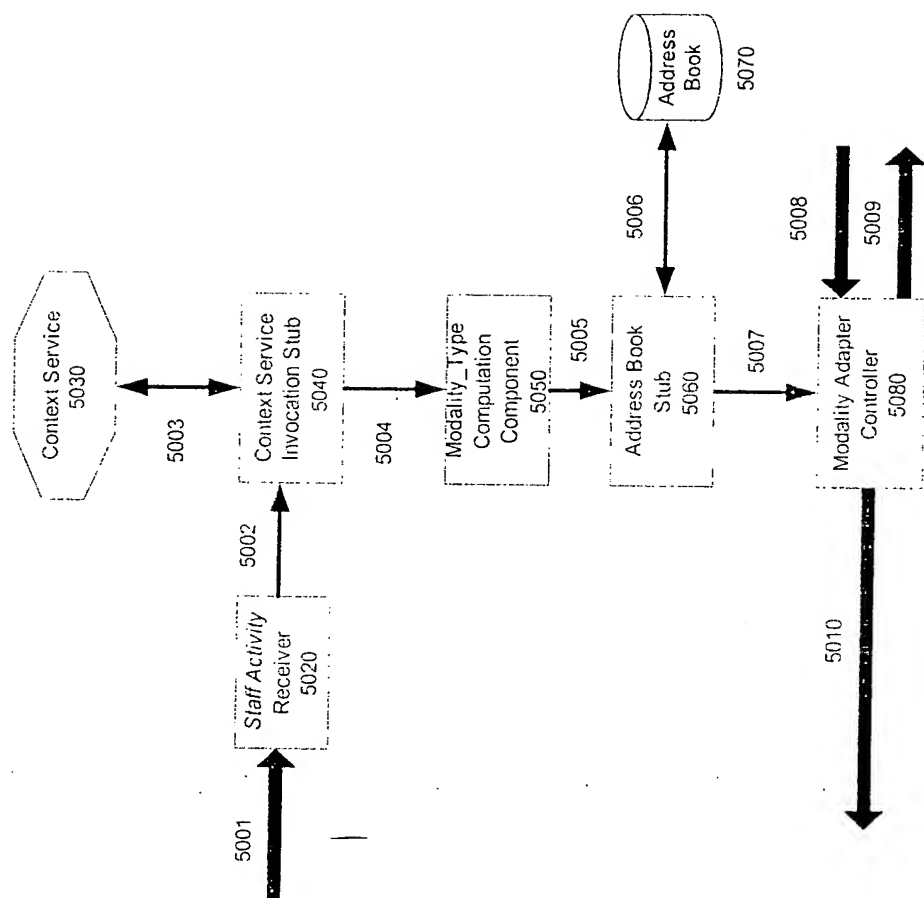 Context Service
5030
5003
Context Service
Invocation Stub
5040
5002
Staff Activity
Receiver
5020
5001
5004
Modality_Type
Computation
Component
5050
5005
Address Book
Stub
5060
5006
Address
Book
5070
5007
Modality Adapter
Controller
5080
5008
5009
5010